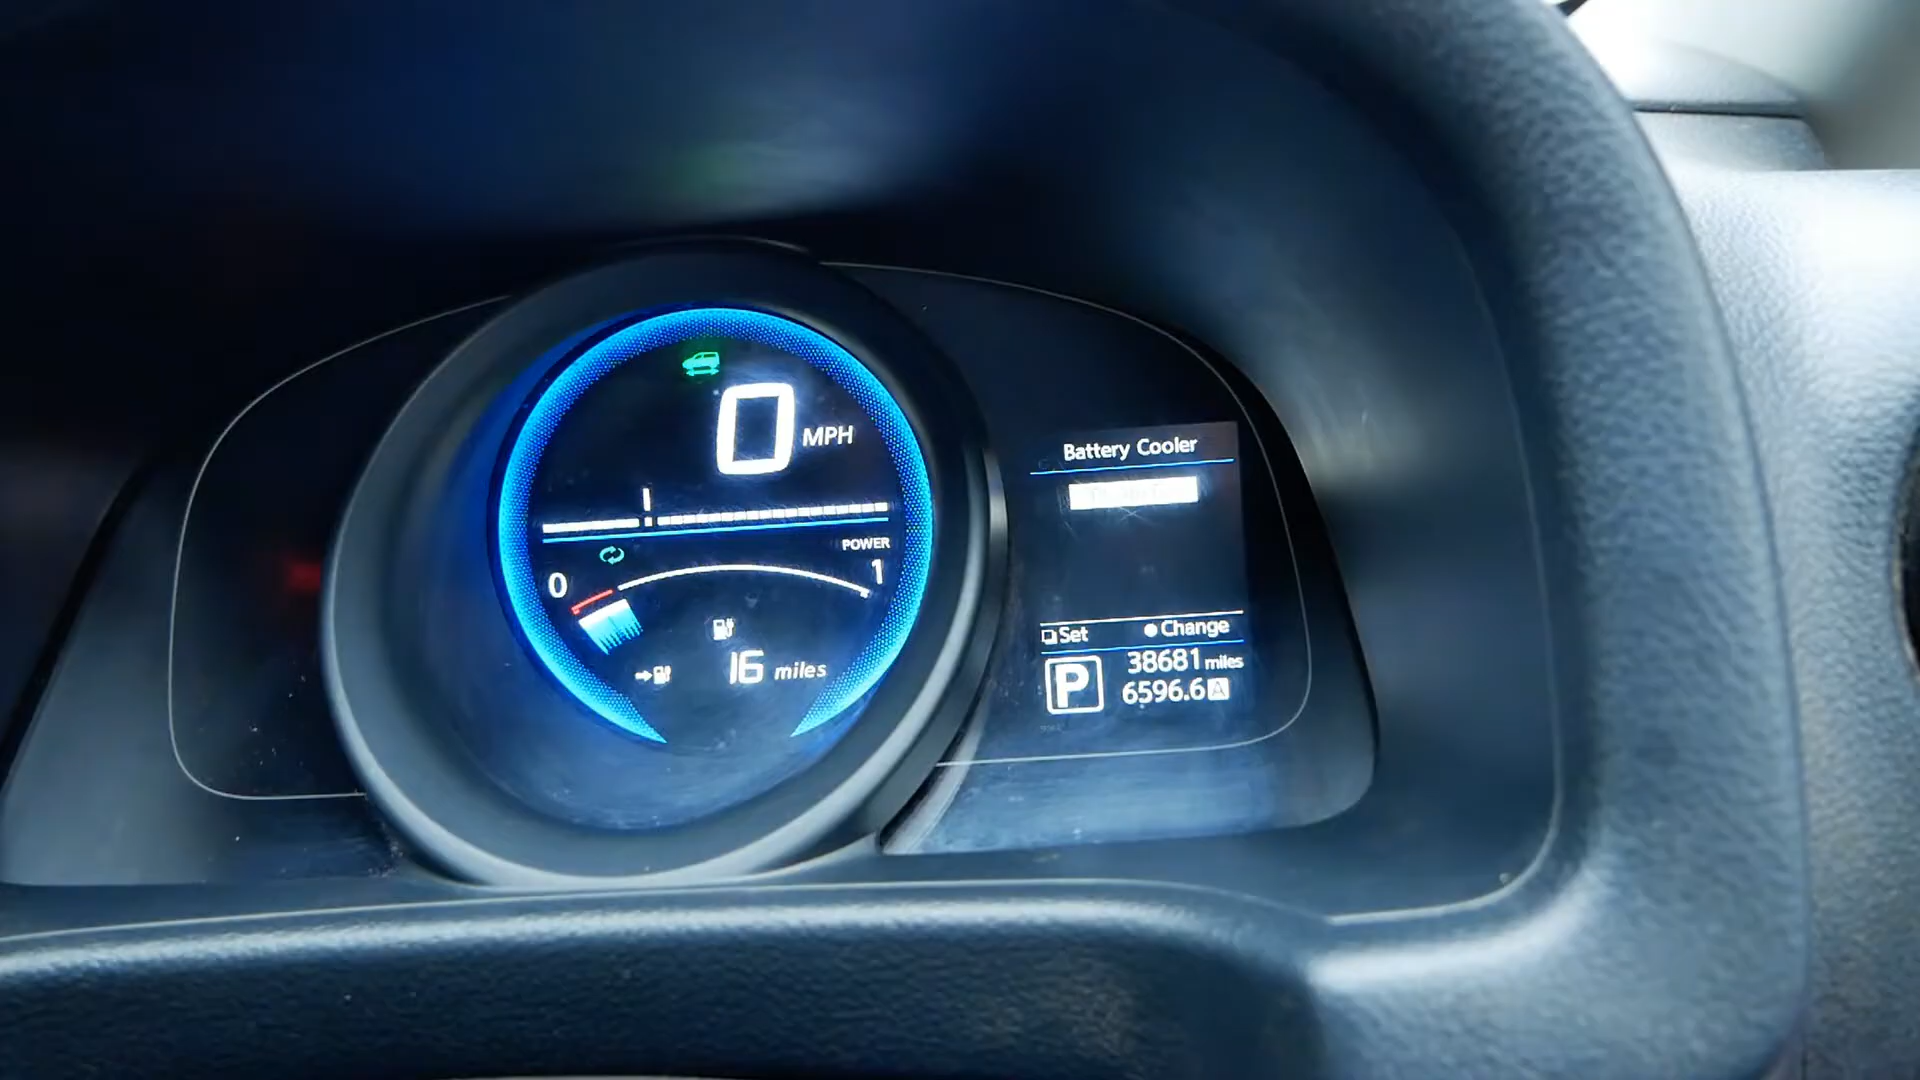 0 MPH
POWER
0 1
16 miles
Battery Cooler
Set Change
P 38681 miles
6596.6 A